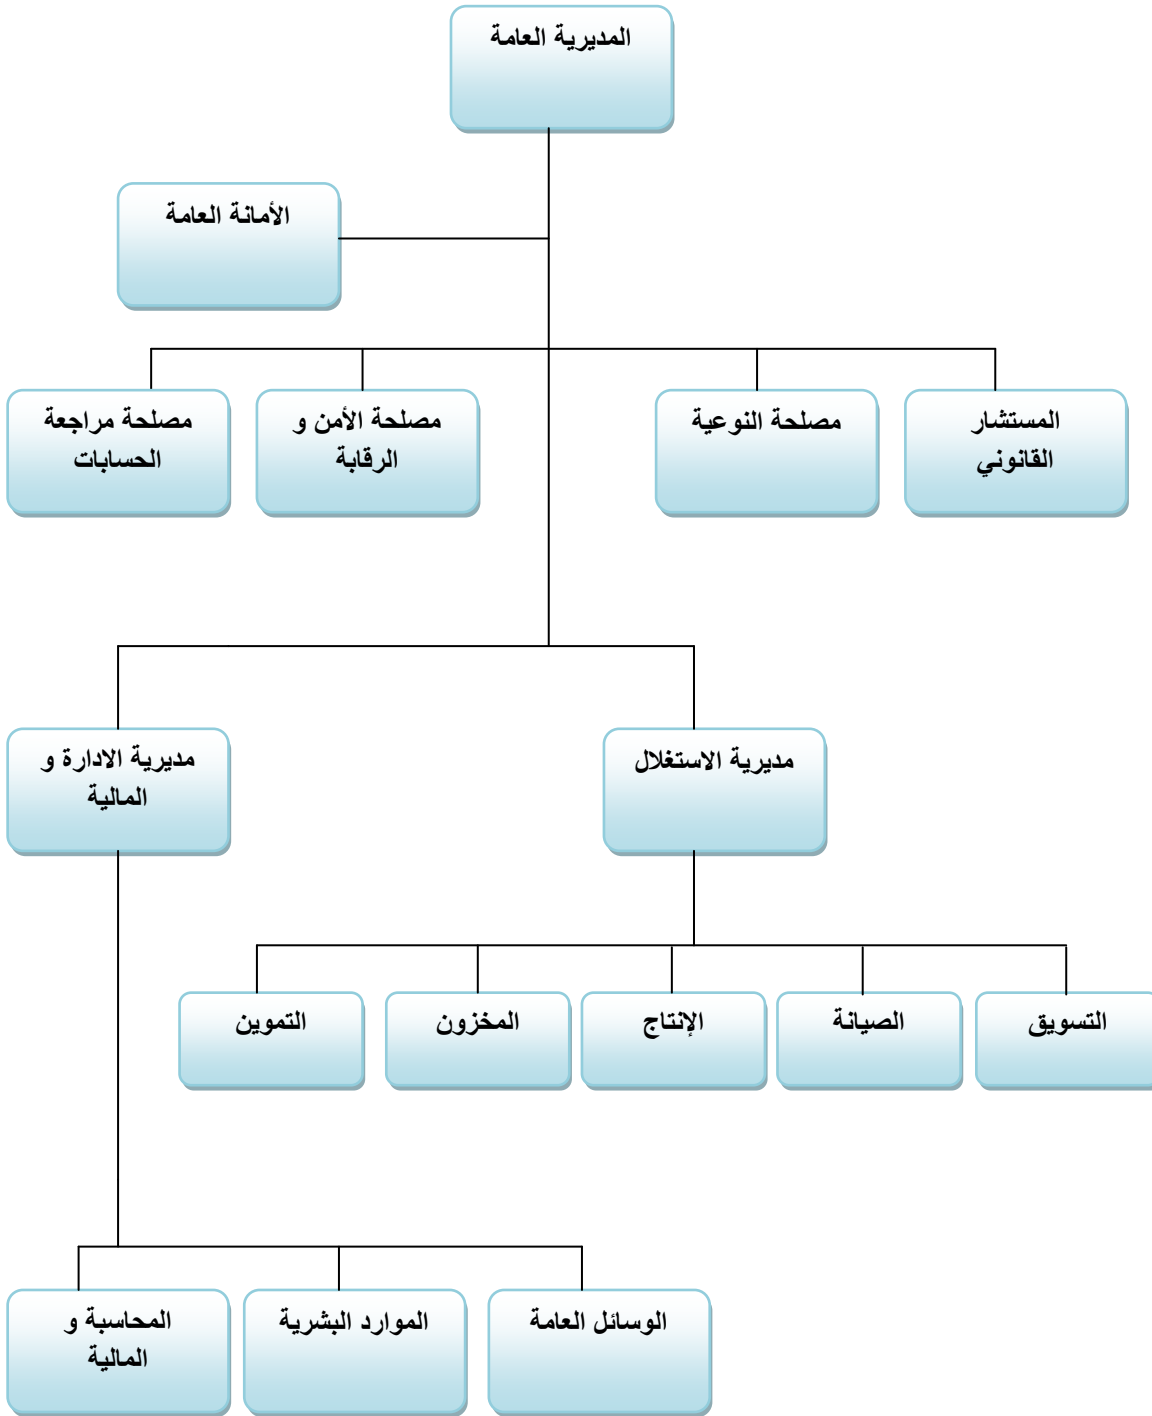 المديرية العامة
الأمانة العامة
المستشار
القانوني
مصلحة النوعية
مصلحة الأمن و
الرقابة
مصلحة مراجعة
الحسابات
مديرية الاستغلال
مديرية الادارة و
المالية
التسويق
الصيانة
الإنتاج
المخزون
التموين
الوسائل العامة
الموارد البشرية
المحاسبة و
المالية